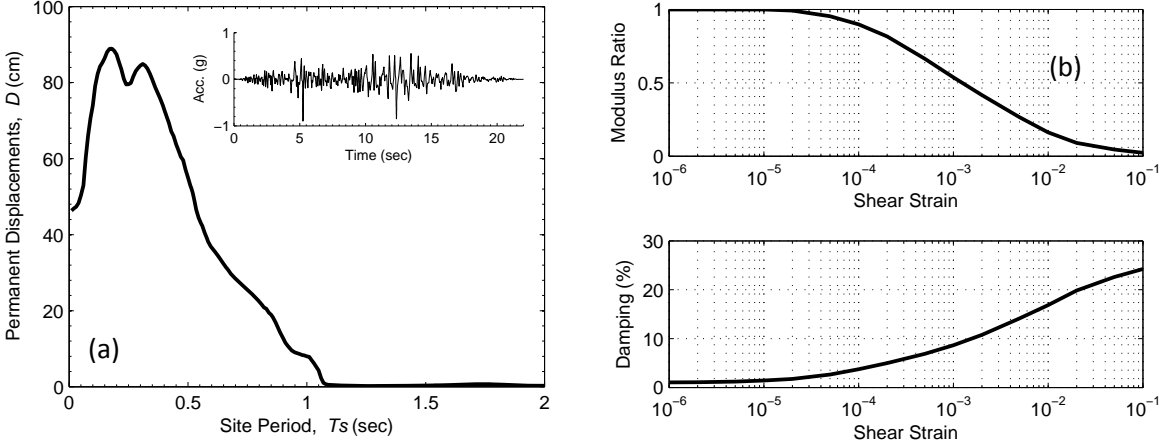 100
80
60
40
20
0
Permanent Displacements, D (cm)
0 0.5 1 1.5 2
Site Period, Ts (sec)
(a)
1
0
−1
Acc. (g)
0 5 10 15 20
Time (sec)
1
0.5
0
Modulus Ratio
(b)
10−6 10−5 10−4 10−3 10−2 10−1
Shear Strain
30
20
10
0
Damping (%)
10−6 10−5 10−4 10−3 10−2 10−1
Shear Strain